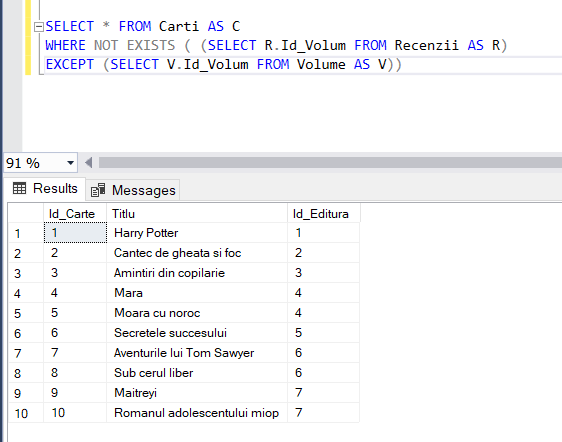 SELECT * FROM Carti AS C
WHERE NOT EXISTS ( (SELECT R.Id_Volum FROM Recenzii AS R)
EXCEPT (SELECT V.Id_Volum FROM Volume AS V))
91 %
Results Messages
Id_Carte Titlu Id_Editura
1 1 Harry Potter 1
2 2 Cantec de gheata si foc 2
3 3 Amintiri din copilarie 3
4 4 Mara 4
5 5 Moara cu noroc 4
6 6 Secretele succesului 5
7 7 Aventurile lui Tom Sawyer 6
8 8 Sub cerul liber 6
9 9 Maitreyi 7
10 10 Romanul adolescentului miop 7